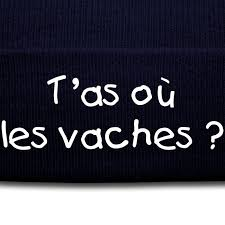 T'as où
les vaches ?